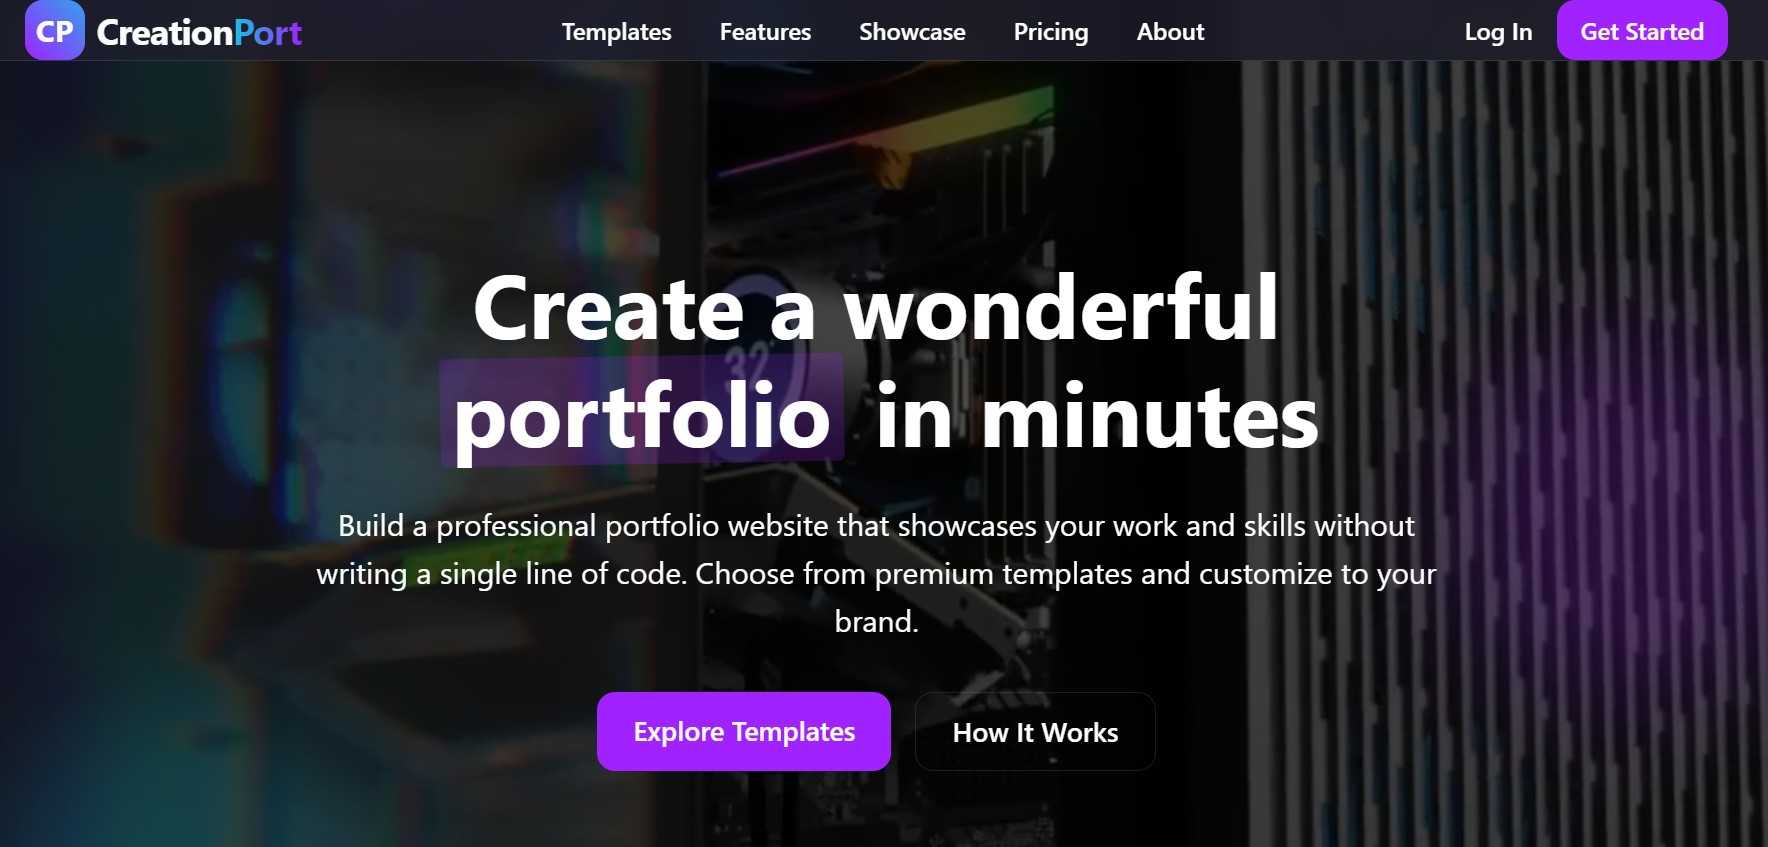 CP CreationPort Templates Features Showcase Pricing About Log In Get Started
Create a wonderful
portfolio in minutes
32°
Build a professional portfolio website that showcases your work and skills without
writing a single line of code. Choose from premium templates and customize to your
brand.
Explore Templates How It Works